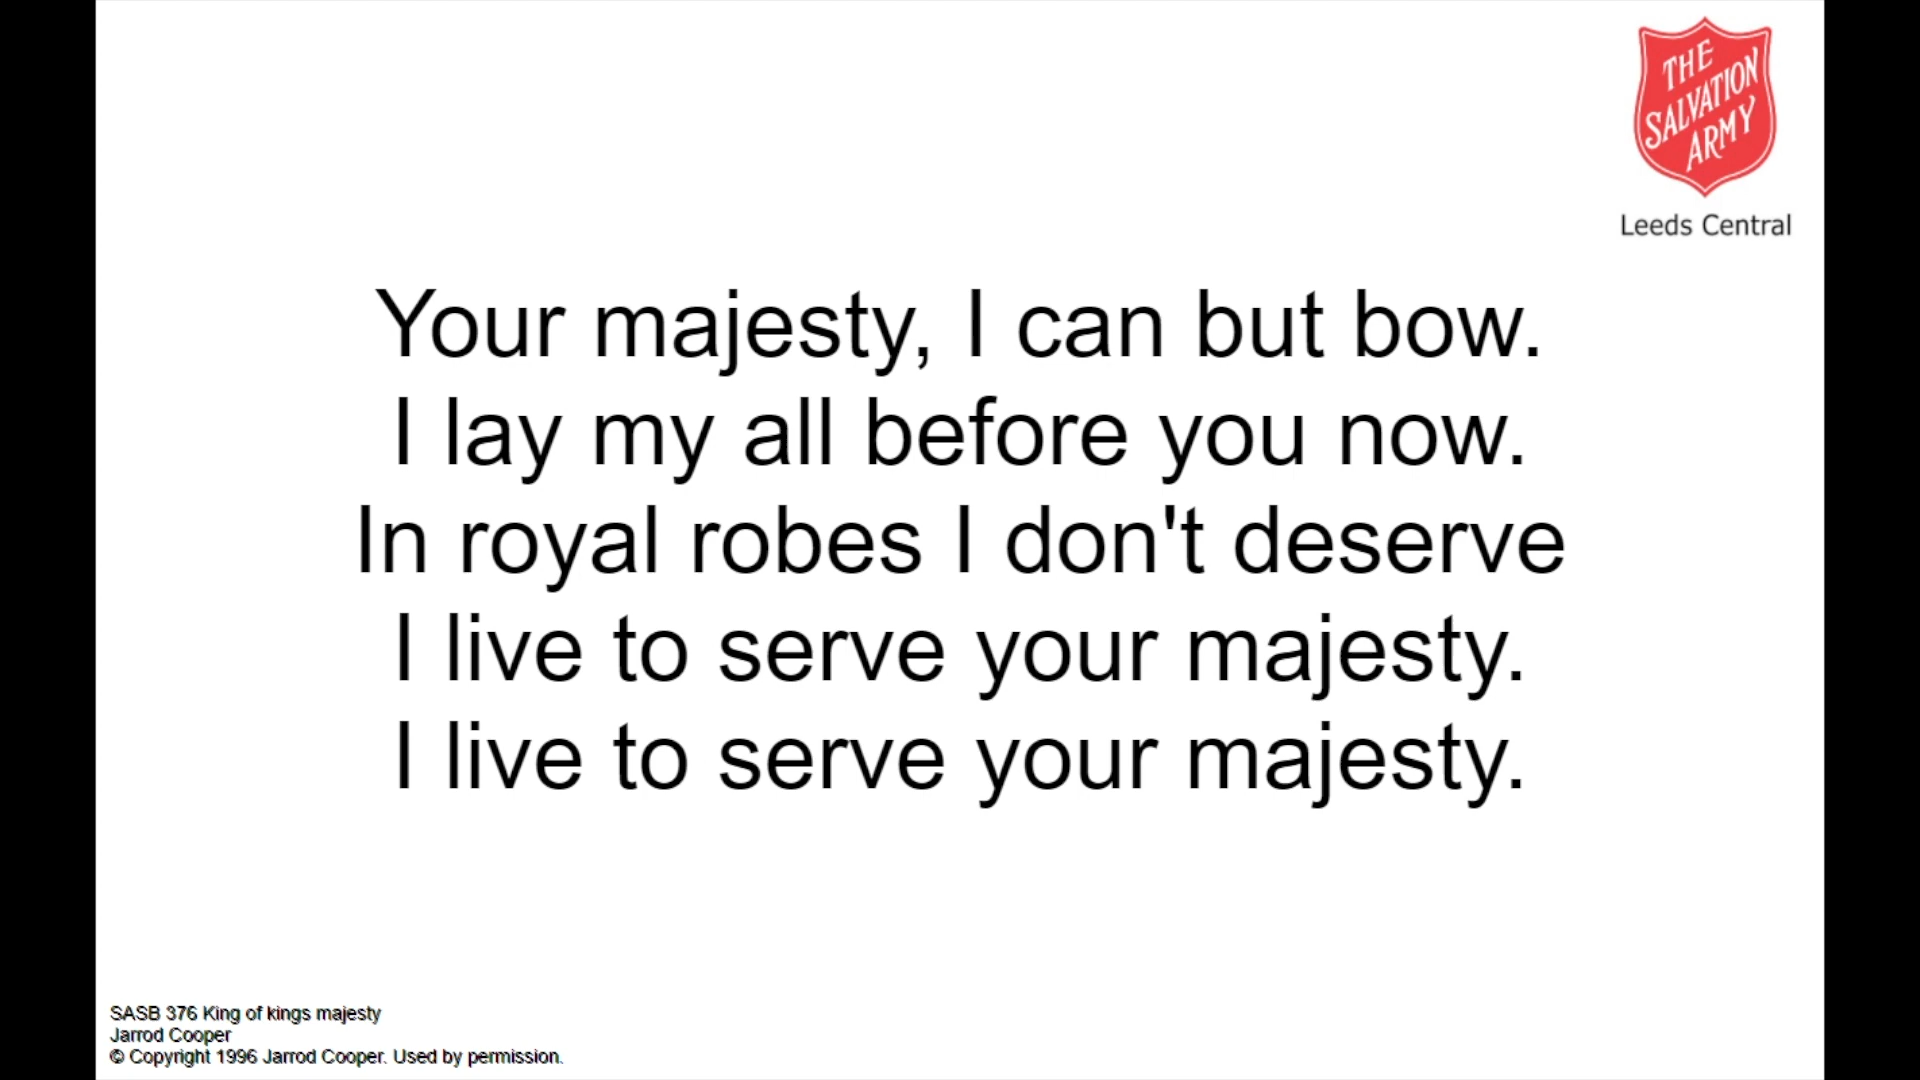 THE
SALVATION
ARMY
Leeds Central
Your majesty, I can but bow.
I lay my all before you now.
In royal robes I don't deserve
I live to serve your majesty.
I live to serve your majesty.
SASB 376 King of kings majesty
Jarrod Cooper
© Copyright 1996 Jarrod Cooper. Used by permission.